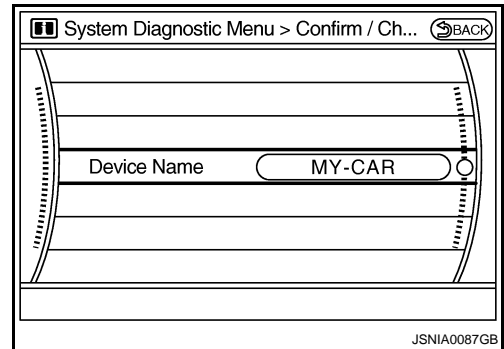 System Diagnostic Menu > Confirm / Ch... BACK
Device Name MY-CAR
JSNIA0087GB